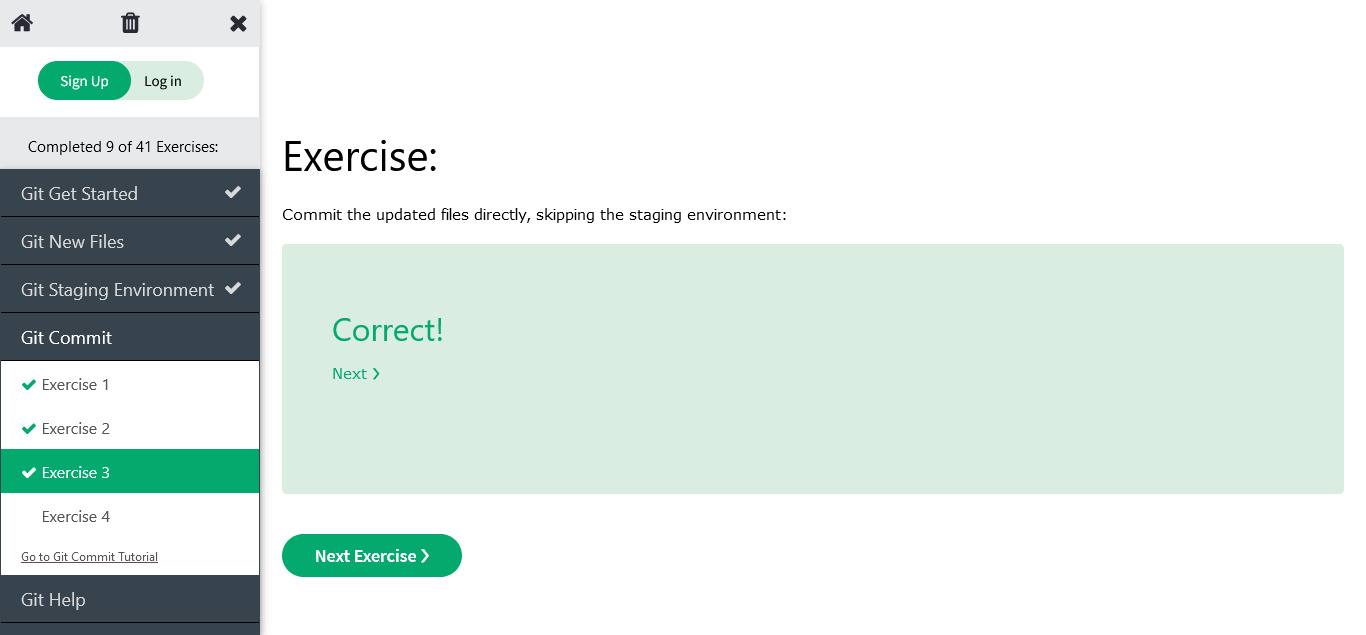 Sign Up
Log in
Completed 9 of 41 Exercises:
Git Get Started
Git New Files
Git Staging Environment
Git Commit
Exercise 1
Exercise 2
Exercise 3
Exercise 4
Go to Git Commit Tutorial
Git Help
Exercise:
Commit the updated files directly, skipping the staging environment:
Correct!
Next ❯
Next Exercise ❯